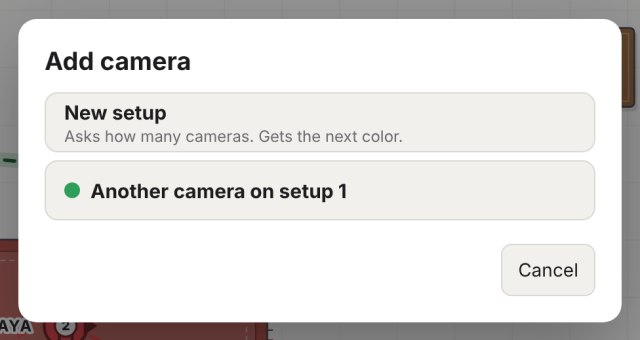 Add camera
New setup
Asks how many cameras. Gets the next color.
Another camera on setup 1
Cancel
AYA
2